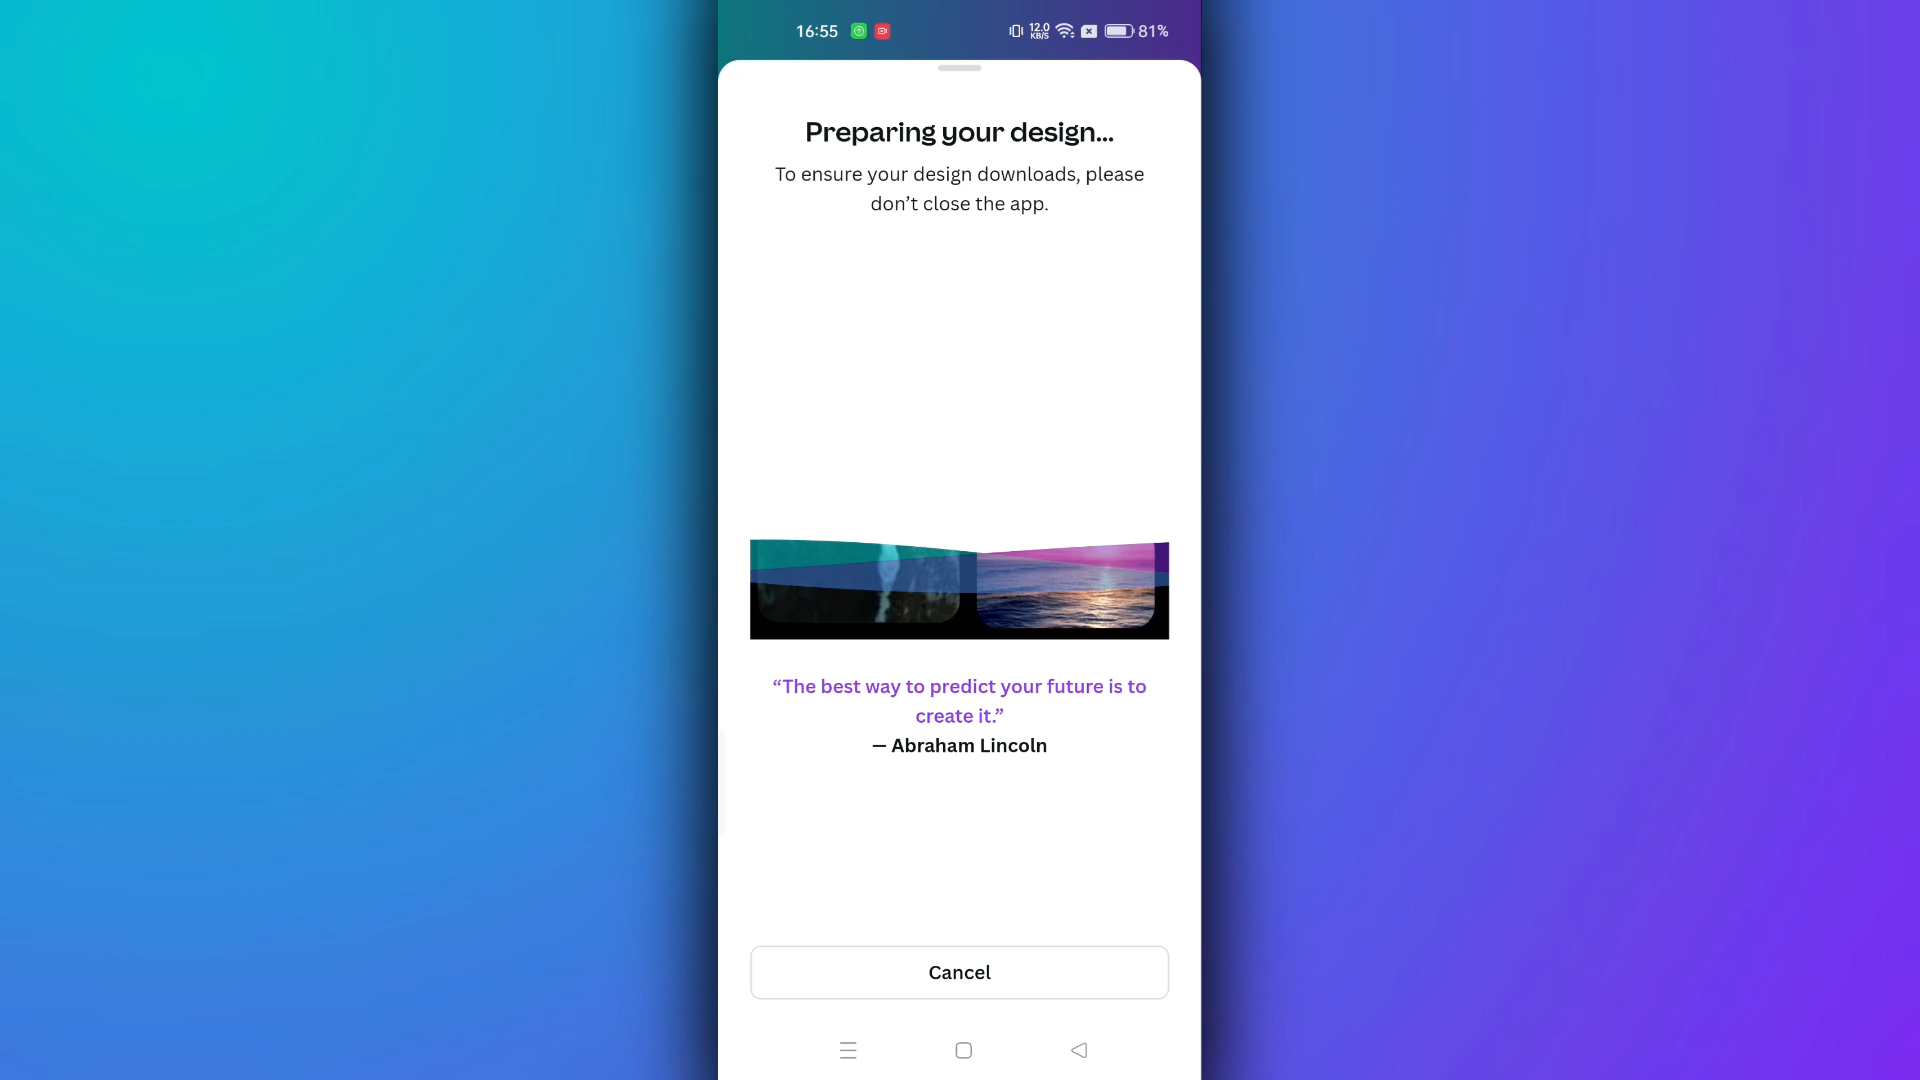 16:55
12.0
KB/S
81%
Preparing your design...
To ensure your design downloads, please
don’t close the app.
“The best way to predict your future is to
create it.”
— Abraham Lincoln
Cancel